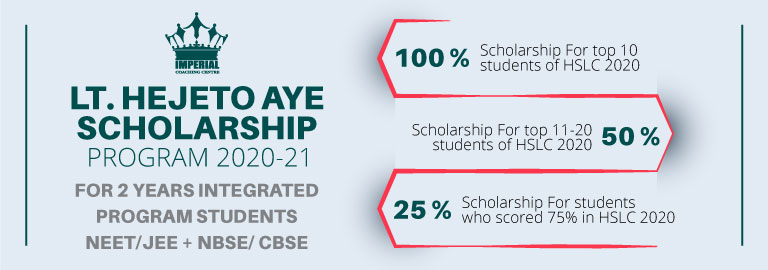 IMPERIAL
COACHING CENTRE
LT. HEJETO AYE
SCHOLARSHIP
PROGRAM 2020-21
FOR 2 YEARS INTEGRATED
PROGRAM STUDENTS
NEET/JEE + NBSE/ CBSE
100 % Scholarship For top 10
students of HSLC 2020
Scholarship For top 11-20
students of HSLC 2020 50 %
25 % Scholarship For students
who scored 75% in HSLC 2020